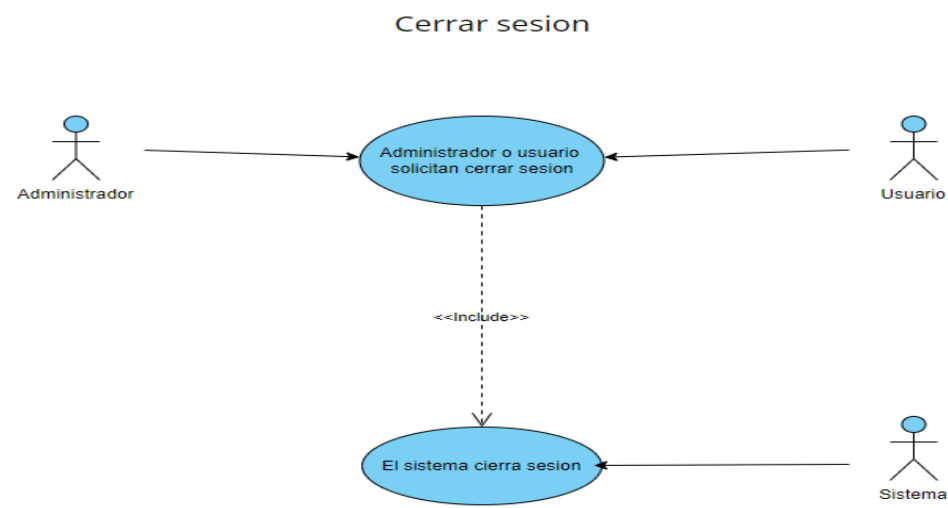 Cerrar sesion
Administrador o usuario
solicitan cerrar sesion
Administrador
Usuario
<<Include>>
El sistema cierra sesion
Sistema